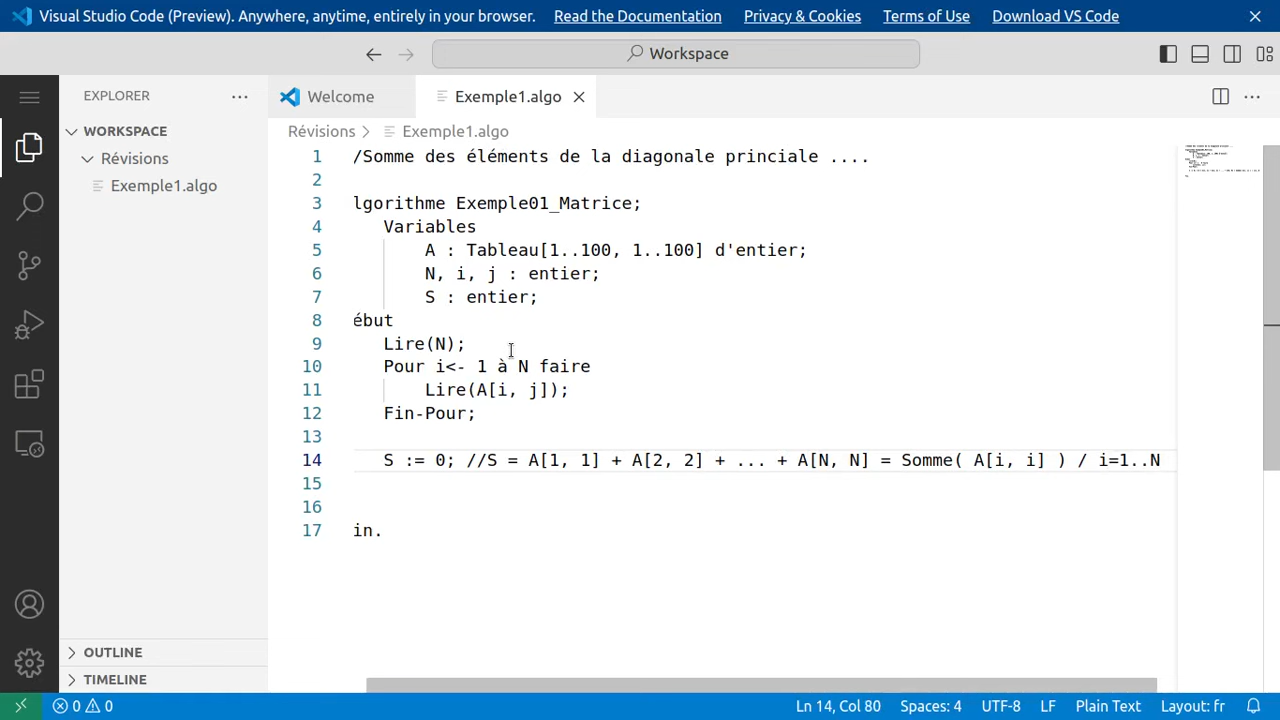 Visual Studio Code (Preview). Anywhere, anytime, entirely in your browser. Read the Documentation Privacy & Cookies Terms of Use Download VS Code
Workspace
EXPLORER
Welcome
Exemple1.algo
WORKSPACE
Révisions
Exemple1.algo
Révisions > Exemple1.algo
1 /Somme des éléments de la diagonale princiale ....
2
3 lgorithme Exemple01_Matrice;
4 Variables
5 A : Tableau[1..100, 1..100] d'entier;
6 N, i, j : entier;
7 S : entier;
8 ébut
9 Lire(N);
10 Pour i<- 1 à N faire
11 Lire(A[i, j]);
12 Fin-Pour;
13
14 S := 0; //S = A[1, 1] + A[2, 2] + ... + A[N, N] = Somme( A[i, i] ) / i=1..N
15
16
17 in.
OUTLINE
TIMELINE
0 0 Ln 14, Col 80 Spaces: 4 UTF-8 LF Plain Text Layout: fr